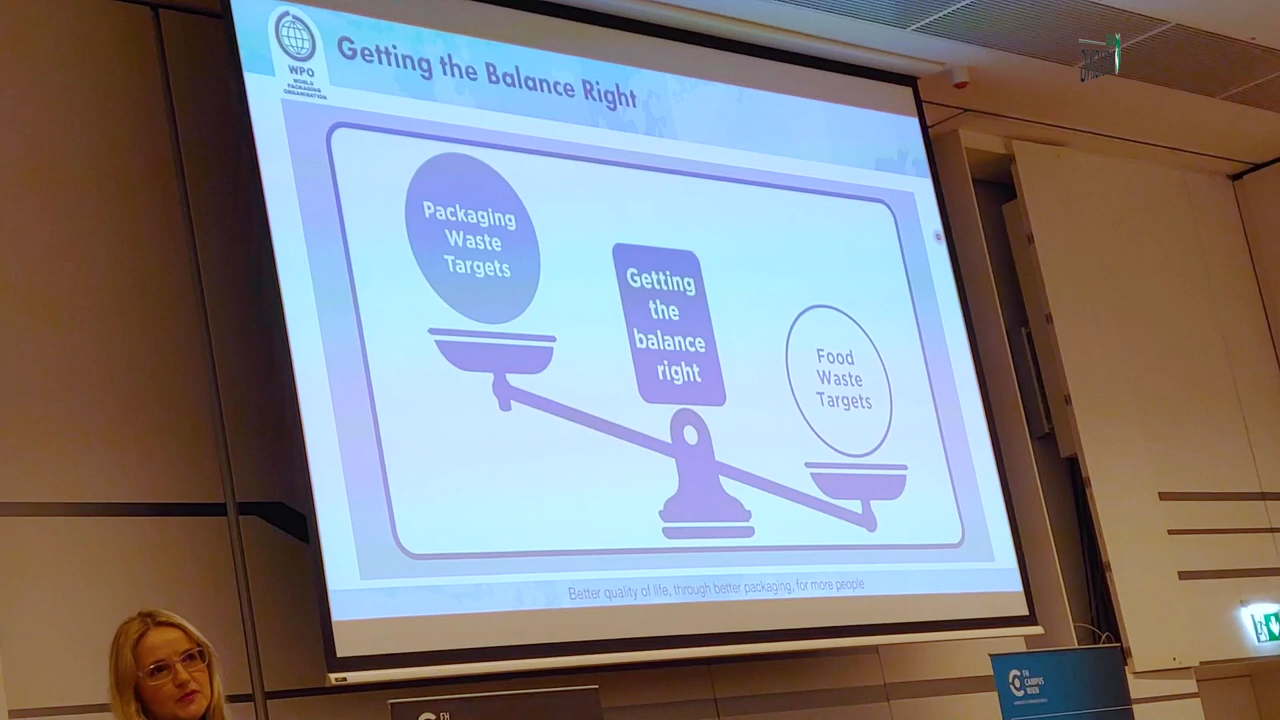 WPO
WORLD
PACKAGING
ORGANISATION
Getting the Balance Right
Packaging
Waste
Targets
Getting
the
balance
right
Food
Waste
Targets
Better quality of life, through better packaging, for more people
FH
FH
CAMPUS
WIEN